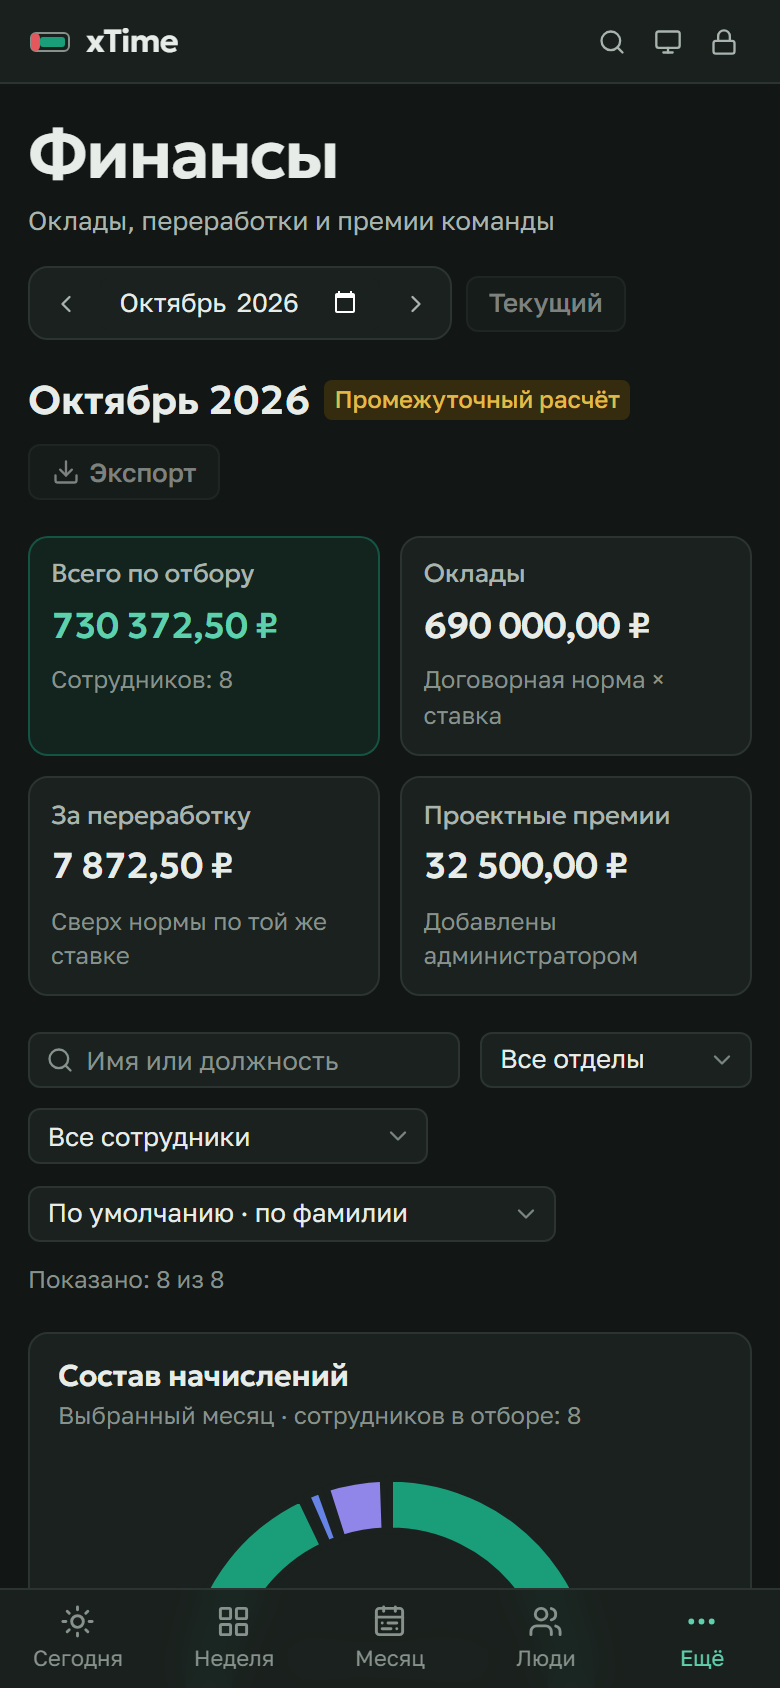 xTime
Финансы
Оклады, переработки и премии команды
Октябрь 2026
Текущий
Октябрь 2026
Промежуточный расчёт
Экспорт
Всего по отбору
730 372,50 ₽
Сотрудников: 8
Оклады
690 000,00 ₽
Договорная норма ×
ставка
За переработку
7 872,50 ₽
Сверх нормы по той же
ставке
Проектные премии
32 500,00 ₽
Добавлены
администратором
Имя или должность
Все отделы
Все сотрудники
По умолчанию · по фамилии
Показано: 8 из 8
Состав начислений
Выбранный месяц · сотрудников в отборе: 8
Сегодня
Неделя
Месяц
Люди
Ещё